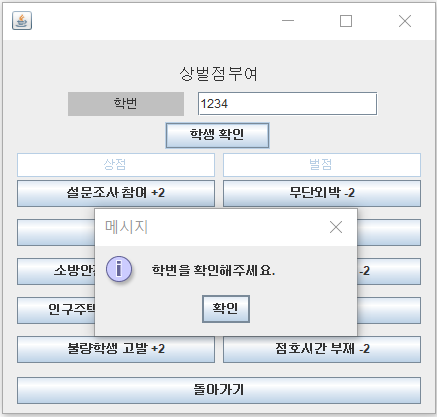 상벌점부여
학번 1234
학생 확인
상점 벌점
설문조사 참여 +2 무단외박 -2
메시지
소방안 -2
학번을 확인해주세요.
인구주택
확인
불량학생 고발 +2 점호시간 부재 -2
돌아가기